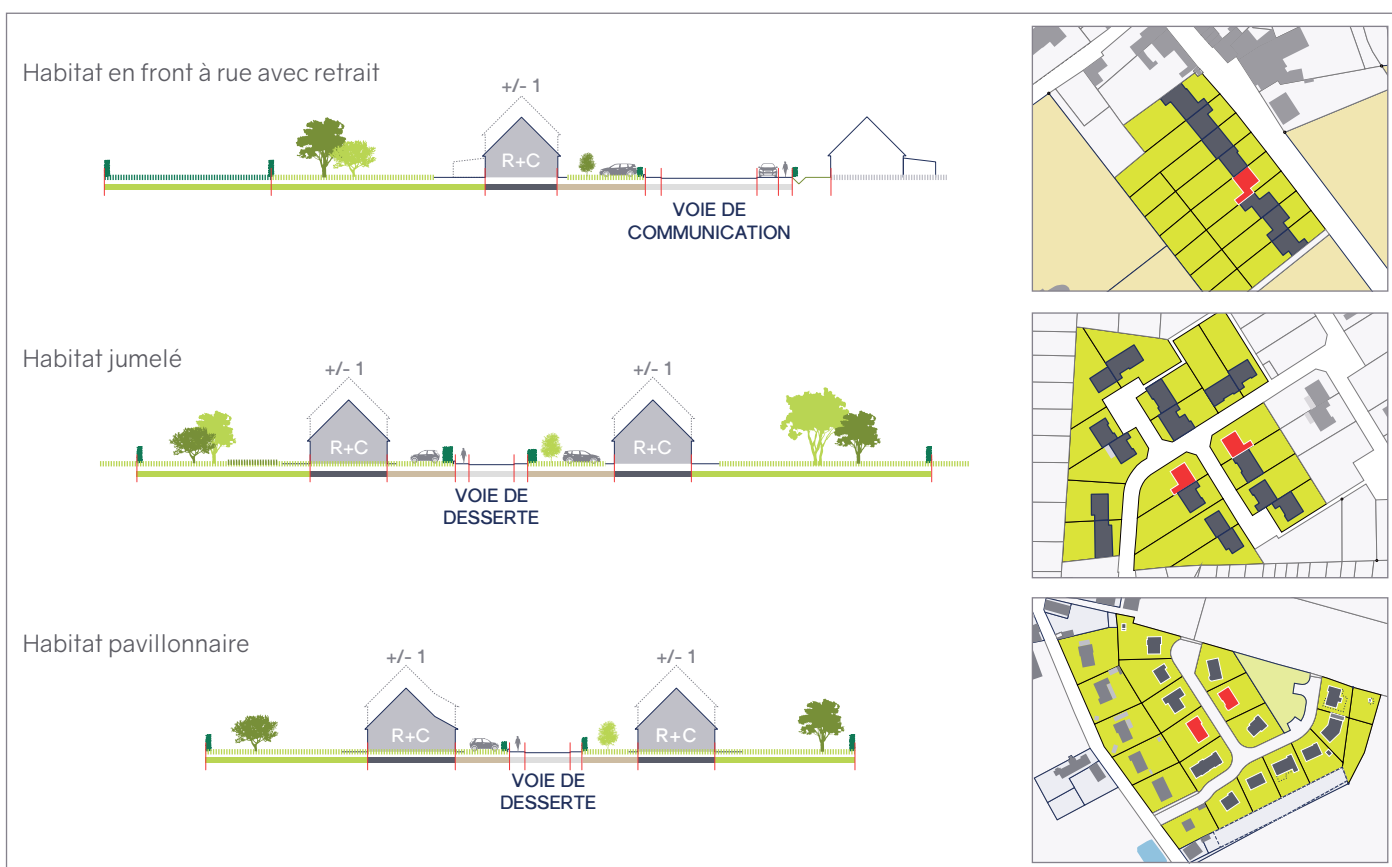 Habitat en front à rue avec retrait
+/- 1
R+C
VOIE DE
COMMUNICATION
Habitat jumelé
+/- 1
+/- 1
R+C
R+C
VOIE DE
DESSERTE
Habitat pavillonnaire
+/- 1
+/- 1
R+C
R+C
VOIE DE
DESSERTE